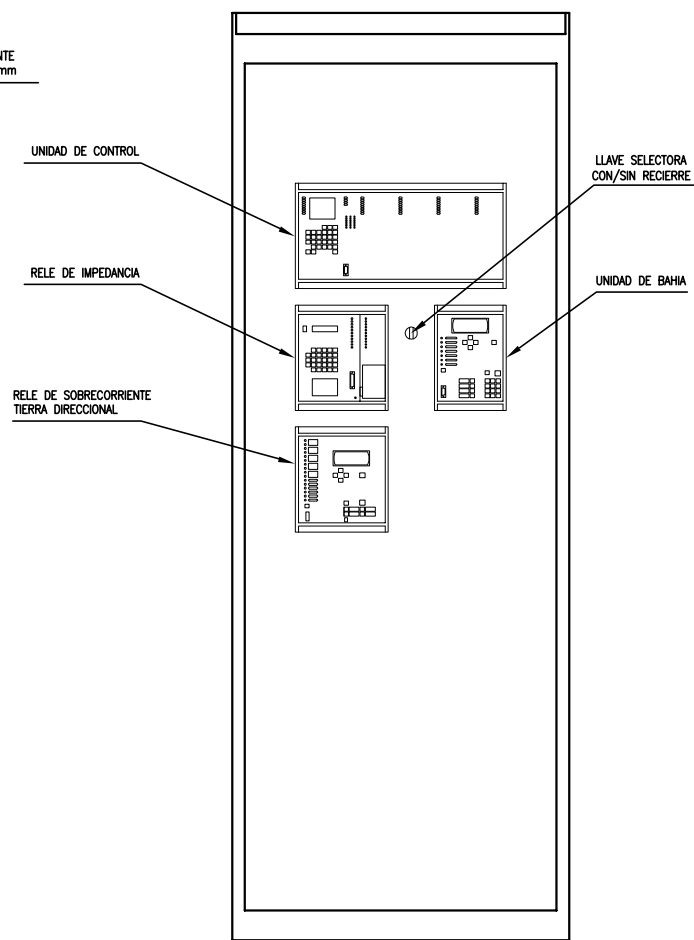 NTE
mm
UNIDAD DE CONTROL
LLAVE SELECTORA
CON/SIN RECIERRE
RELE DE IMPEDANCIA
UNIDAD DE BAHIA
RELE DE SOBRECORRIENTE
TIERRA DIRECCIONAL